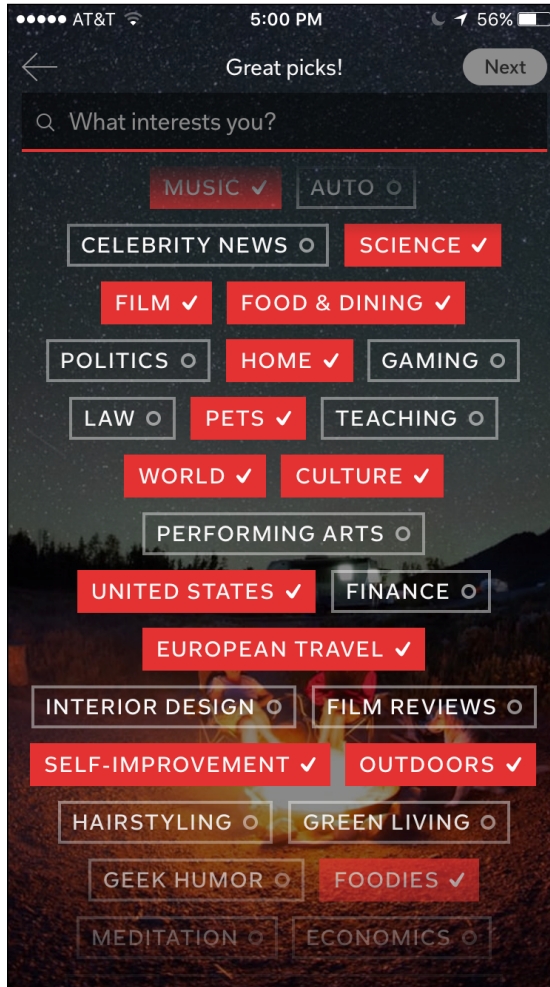 AT&T 5:00 PM 56%
Great picks! Next
What interests you?
MUSIC AUTO
CELEBRITY NEWS SCIENCE
FILM FOOD & DINING
POLITICS HOME GAMING
LAW PETS TEACHING
WORLD CULTURE
PERFORMING ARTS
UNITED STATES FINANCE
EUROPEAN TRAVEL
INTERIOR DESIGN FILM REVIEWS
SELF-IMPROVEMENT OUTDOORS
HAIRSTYLING GREEN LIVING
GEEK HUMOR FOODIES
MEDITATION ECONOMICS